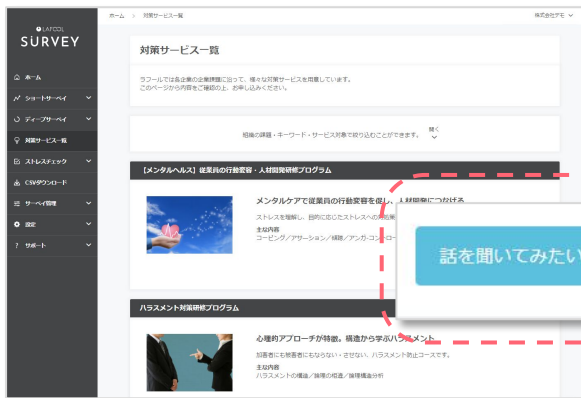 LAFOOL
SURVEY
ホーム
ショートサーベイ
ディープサーベイ
対策サービス一覧
ストレスチェック
CSVダウンロード
サーベイ管理
設定
サポート
ホーム > 対策サービス一覧
株式会社デモ
対策サービス一覧
ラフールでは各企業の企業課題に沿って、様々な対策サービスを用意しています。
このページから内容をご確認の上、お申し込みください。
組織の課題・キーワード・サービス対象で絞り込むことができます。 開く
【メンタルヘルス】従業員の行動変容・人材開発研修プログラム
メンタルケアで従業員の行動変容を促し、人材開発につなげる
ストレスを理解し、目的に応じたストレスへの対処策
主な内容
コーピング／アサーション／傾聴／アンガーコントロー
話を聞いてみたい
ハラスメント対策研修プログラム
心理的アプローチが特徴。構造から学ぶハラスメント
加害者にも被害者にもならない・させない、ハラスメント防止コースです。
主な内容
ハラスメントの構造／論理の相違／論理構造分析